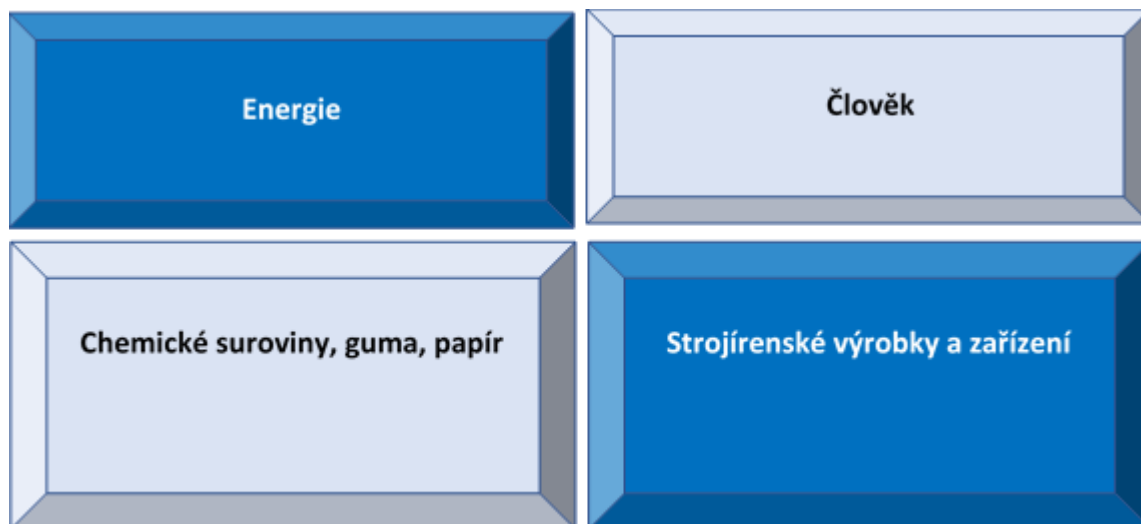 Energie
Člověk
Chemické suroviny, guma, papír
Strojírenské výrobky a zařízení